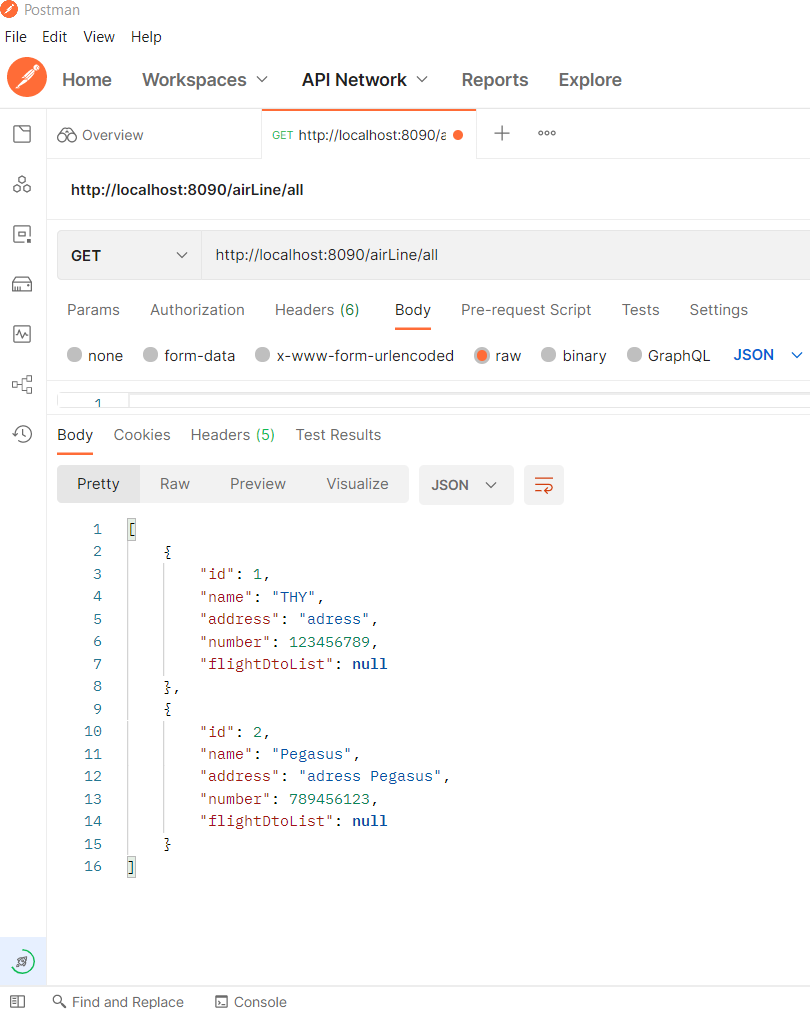 Postman
File Edit View Help
Home Workspaces API Network Reports Explore
Overview GET http://localhost:8090/a
http://localhost:8090/airLine/all
GET http://localhost:8090/airLine/all
Params Authorization Headers (6) Body Pre-request Script Tests Settings
none form-data x-www-form-urlencoded raw binary GraphQL JSON
1
Body Cookies Headers (5) Test Results
Pretty Raw Preview Visualize JSON
1 [
2 {
3 "id": 1,
4 "name": "THY",
5 "address": "adress",
6 "number": 123456789,
7 "flightDtoList": null
8 },
9 {
10 "id": 2,
11 "name": "Pegasus",
12 "address": "adress Pegasus",
13 "number": 789456123,
14 "flightDtoList": null
15 }
16 ]
Find and Replace Console